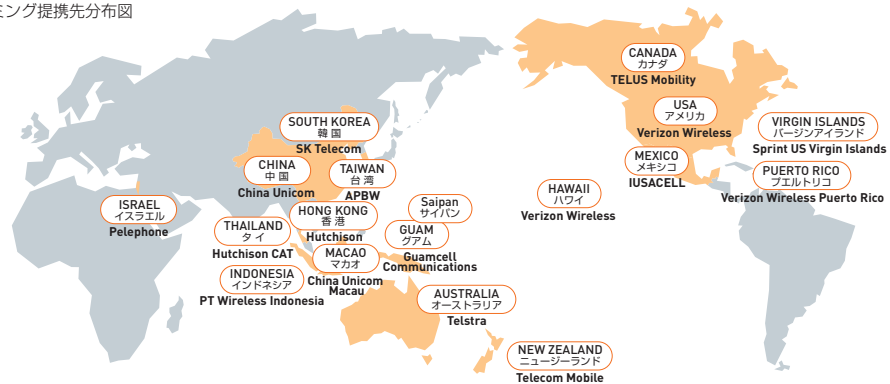 ミング提携先分布図
CANADA
カナダ
TELUS Mobility
USA
アメリカ
Verizon Wireless
VIRGIN ISLANDS
バージンアイランド
Sprint US Virgin Islands
SOUTH KOREA
韓 国
SK Telecom
MEXICO
メキシコ
IUSACELL
CHINA
中 国
China Unicom
TAIWAN
台 湾
APBW
PUERTO RICO
プエルトリコ
Verizon Wireless Puerto Rico
HAWAII
ハワイ
Verizon Wireless
ISRAEL
イスラエル
Pelephone
HONG KONG
香 港
Hutchison
Saipan
サイパン
GUAM
グアム
Guamcell
Communications
THAILAND
タ イ
Hutchison CAT
MACAO
マカオ
China Unicom
Macau
INDONESIA
インドネシア
PT Wireless Indonesia
AUSTRALIA
オーストラリア
Telstra
NEW ZEALAND
ニュージーランド
Telecom Mobile